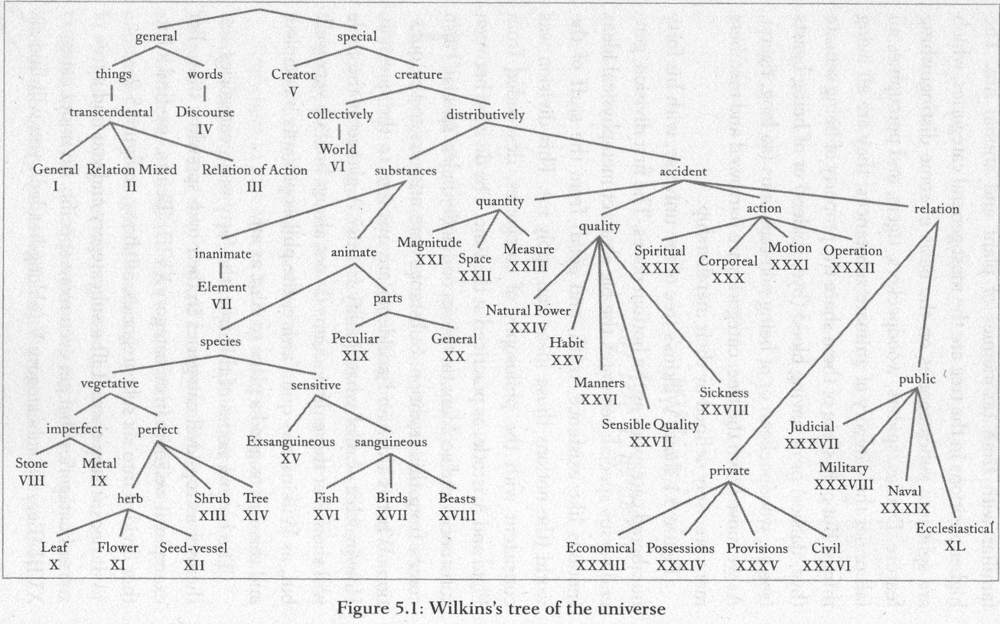 general
special
things
words
Creator
V
creature
transcendental
Discourse
IV
collectively
distributively
World
VI
General
I
Relation Mixed
II
Relation of Action
III
substances
accident
quantity
quality
action
relation
Magnitude
XXI
Space
XXII
Measure
XXIII
Spiritual
XXIX
Corporeal
XXX
Motion
XXXI
Operation
XXXII
inanimate
animate
Element
VII
parts
Natural Power
XXIV
Habit
XXV
Manners
XXVI
Sensible Quality
XXVII
Sickness
XXVIII
species
Peculiar
XIX
General
XX
vegetative
sensitive
public
imperfect
perfect
Exsanguineous
XV
sanguineous
Judicial
XXXVII
Military
XXXVIII
Naval
XXXIX
Ecclesiastical
XL
Stone
VIII
Metal
IX
private
herb
Shrub
XIII
Tree
XIV
Fish
XVI
Birds
XVII
Beasts
XVIII
Leaf
X
Flower
XI
Seed-vessel
XII
Economical
XXXIII
Possessions
XXXIV
Provisions
XXXV
Civil
XXXVI
Figure 5.1: Wilkins's tree of the universe